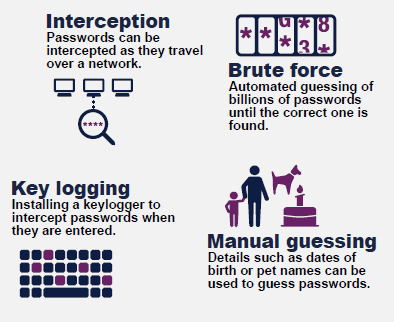 Interception
Passwords can be
intercepted as they travel
over a network.
****
* * G * 8
* 3
Brute force
Automated guessing of
billions of passwords
until the correct one is
found.
Key logging
Installing a keylogger to
intercept passwords when
they are entered.
Manual guessing
Details such as dates of
birth or pet names can be
used to guess passwords.